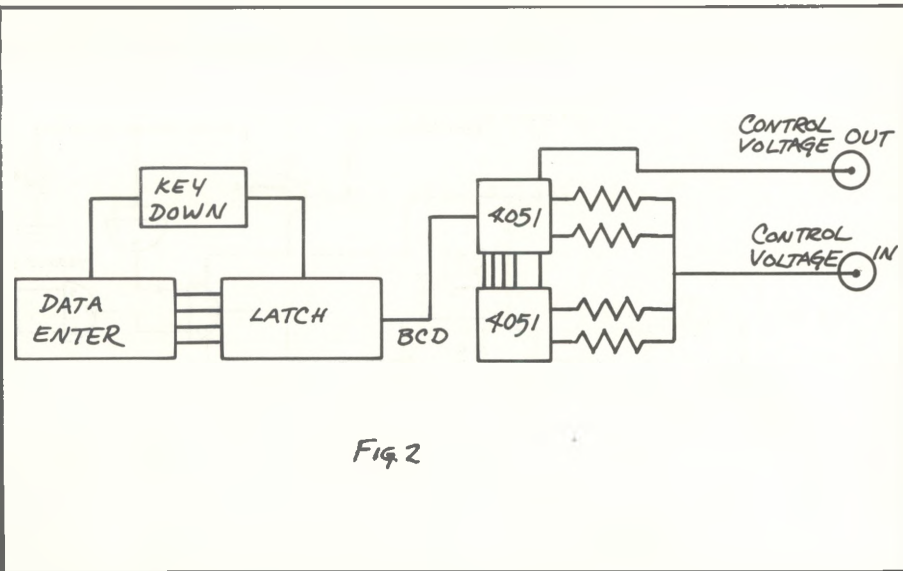 CONTROL
VOLTAGE OUT
KEY
DOWN
4051
CONTROL
VOLTAGE IN
DATA
ENTER
LATCH
BCD
4051
FIG. 2